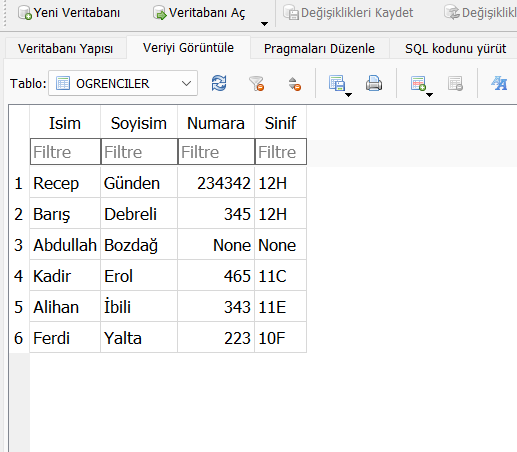 Yeni Veritabanı Veritabanı Aç Değişiklikleri Kaydet
Veritabanı Yapısı Veriyi Görüntüle Pragmaları Düzenle SQL kodunu yürüt
Tablo: OGRENCILER
Isim Soyisim Numara Sinif
Filtre Filtre Filtre Filtre
1 Recep Günden 234342 12H
2 Barış Debreli 345 12H
3 Abdullah Bozdağ None None
4 Kadir Erol 465 11C
5 Alihan İbili 343 11E
6 Ferdi Yalta 223 10F